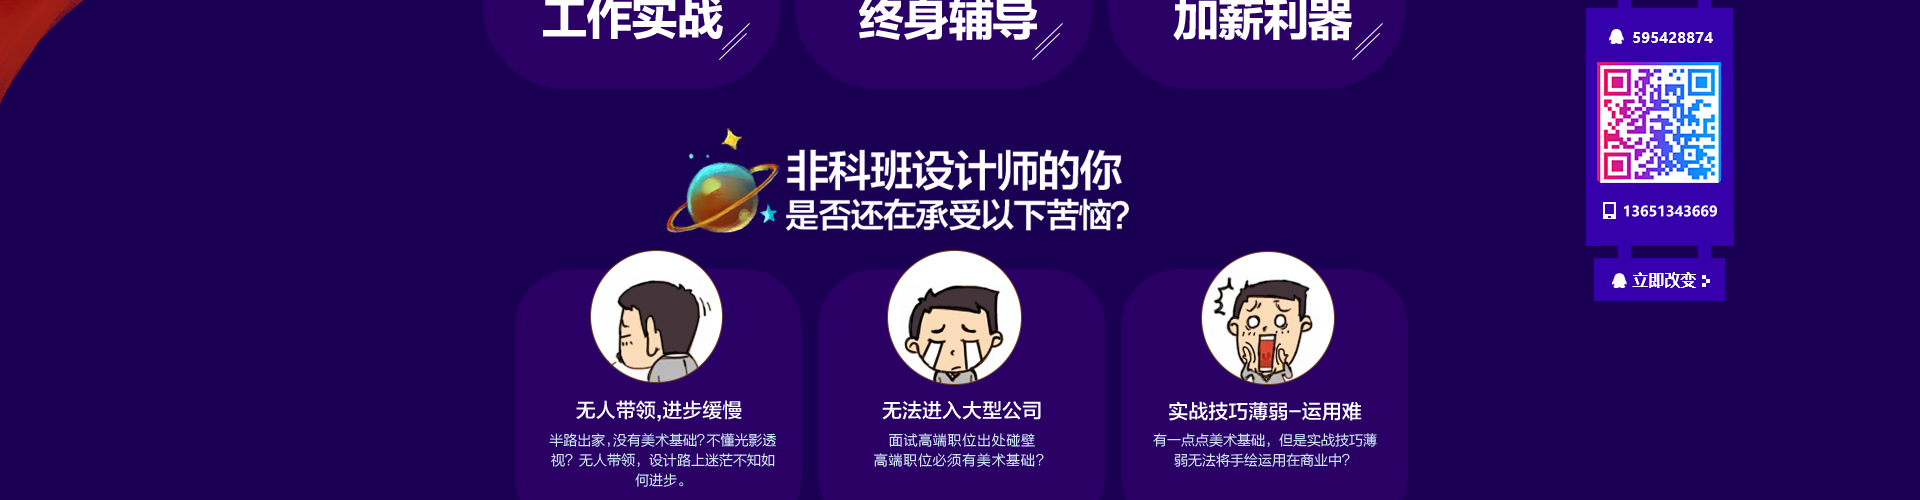 工作实战
终身辅导
加薪利器
595428874
13651343669
立即改变
非科班设计师的你
是否还在承受以下苦恼?
无人带领,进步缓慢
半路出家,没有美术基础?不懂光影透
视？无人带领，设计路上迷茫不知如
何进步。
无法进入大型公司
面试高端职位出处碰壁
高端职位必须有美术基础?
实战技巧薄弱-运用难
有一点点美术基础，但是实战技巧薄
弱无法将手绘运用在商业中?